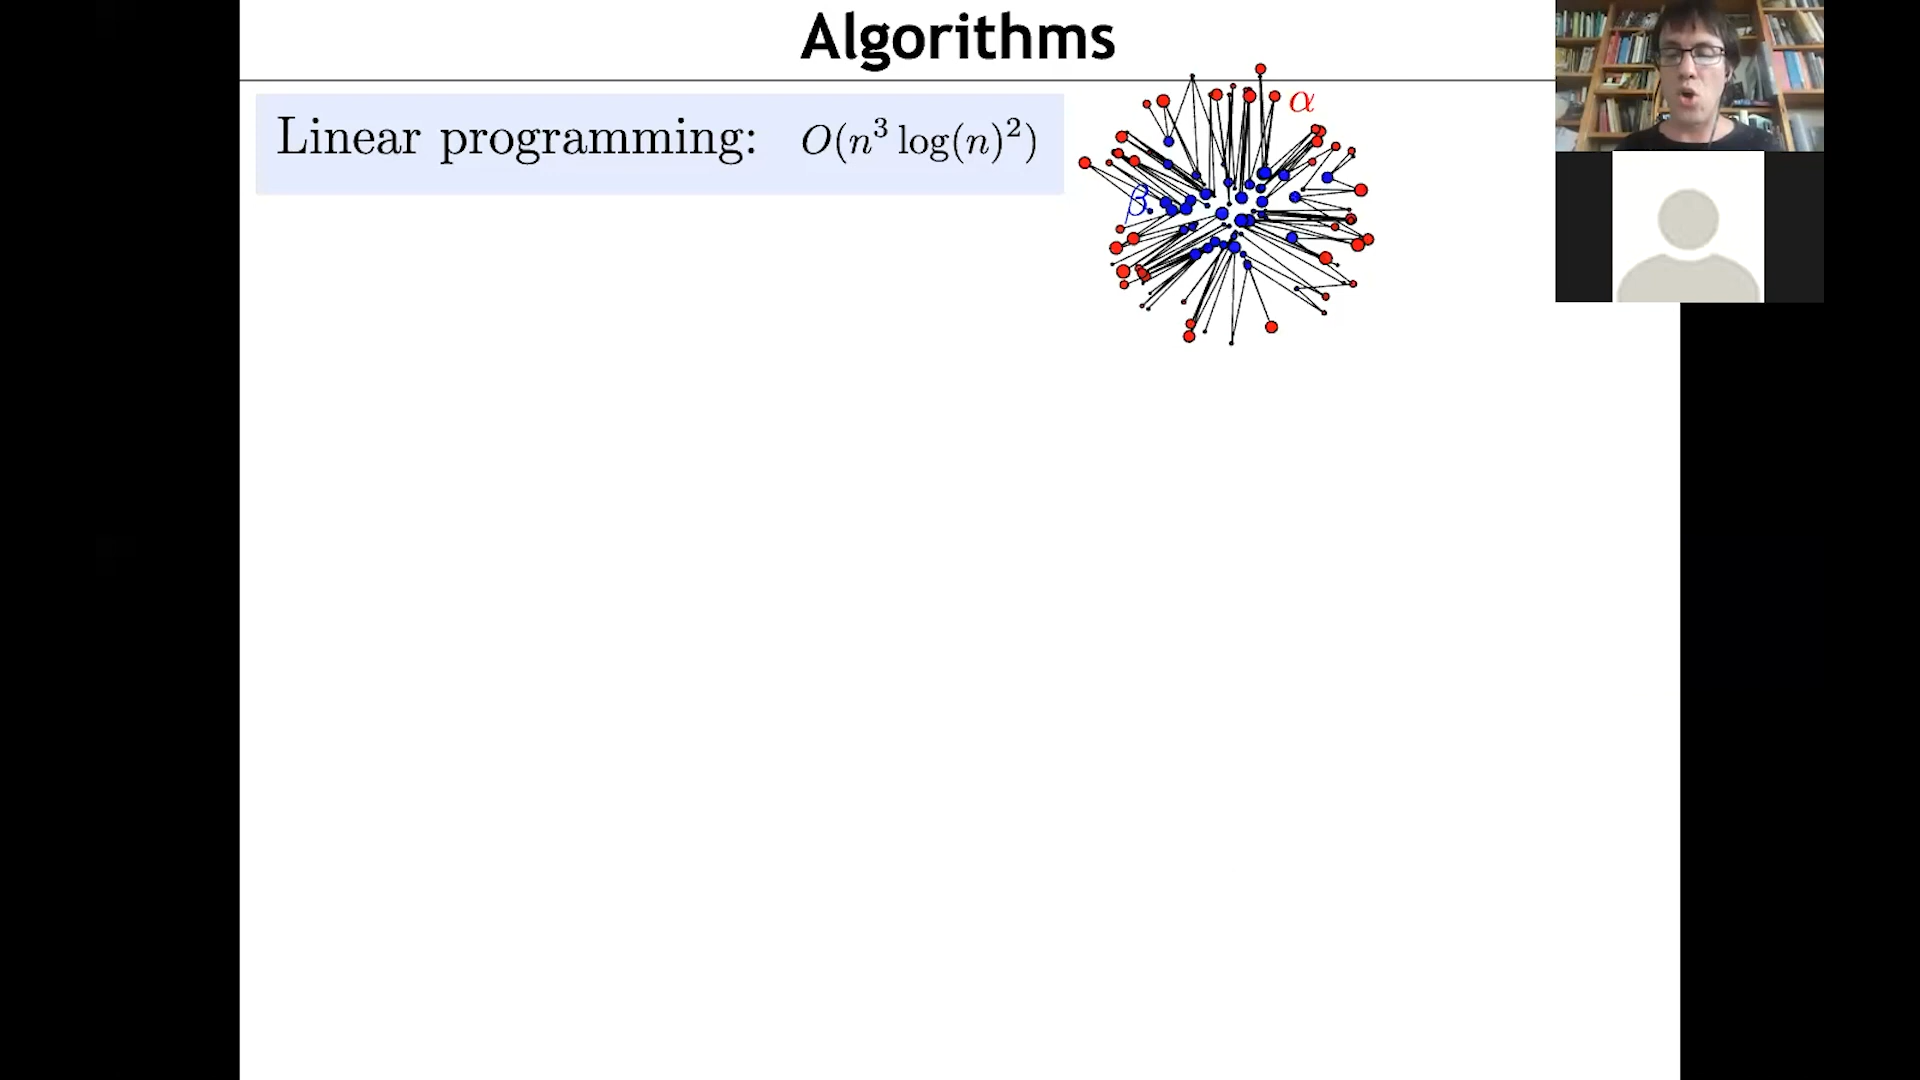 Algorithms
Linear programming: O(n³ log(n)²)
α
β